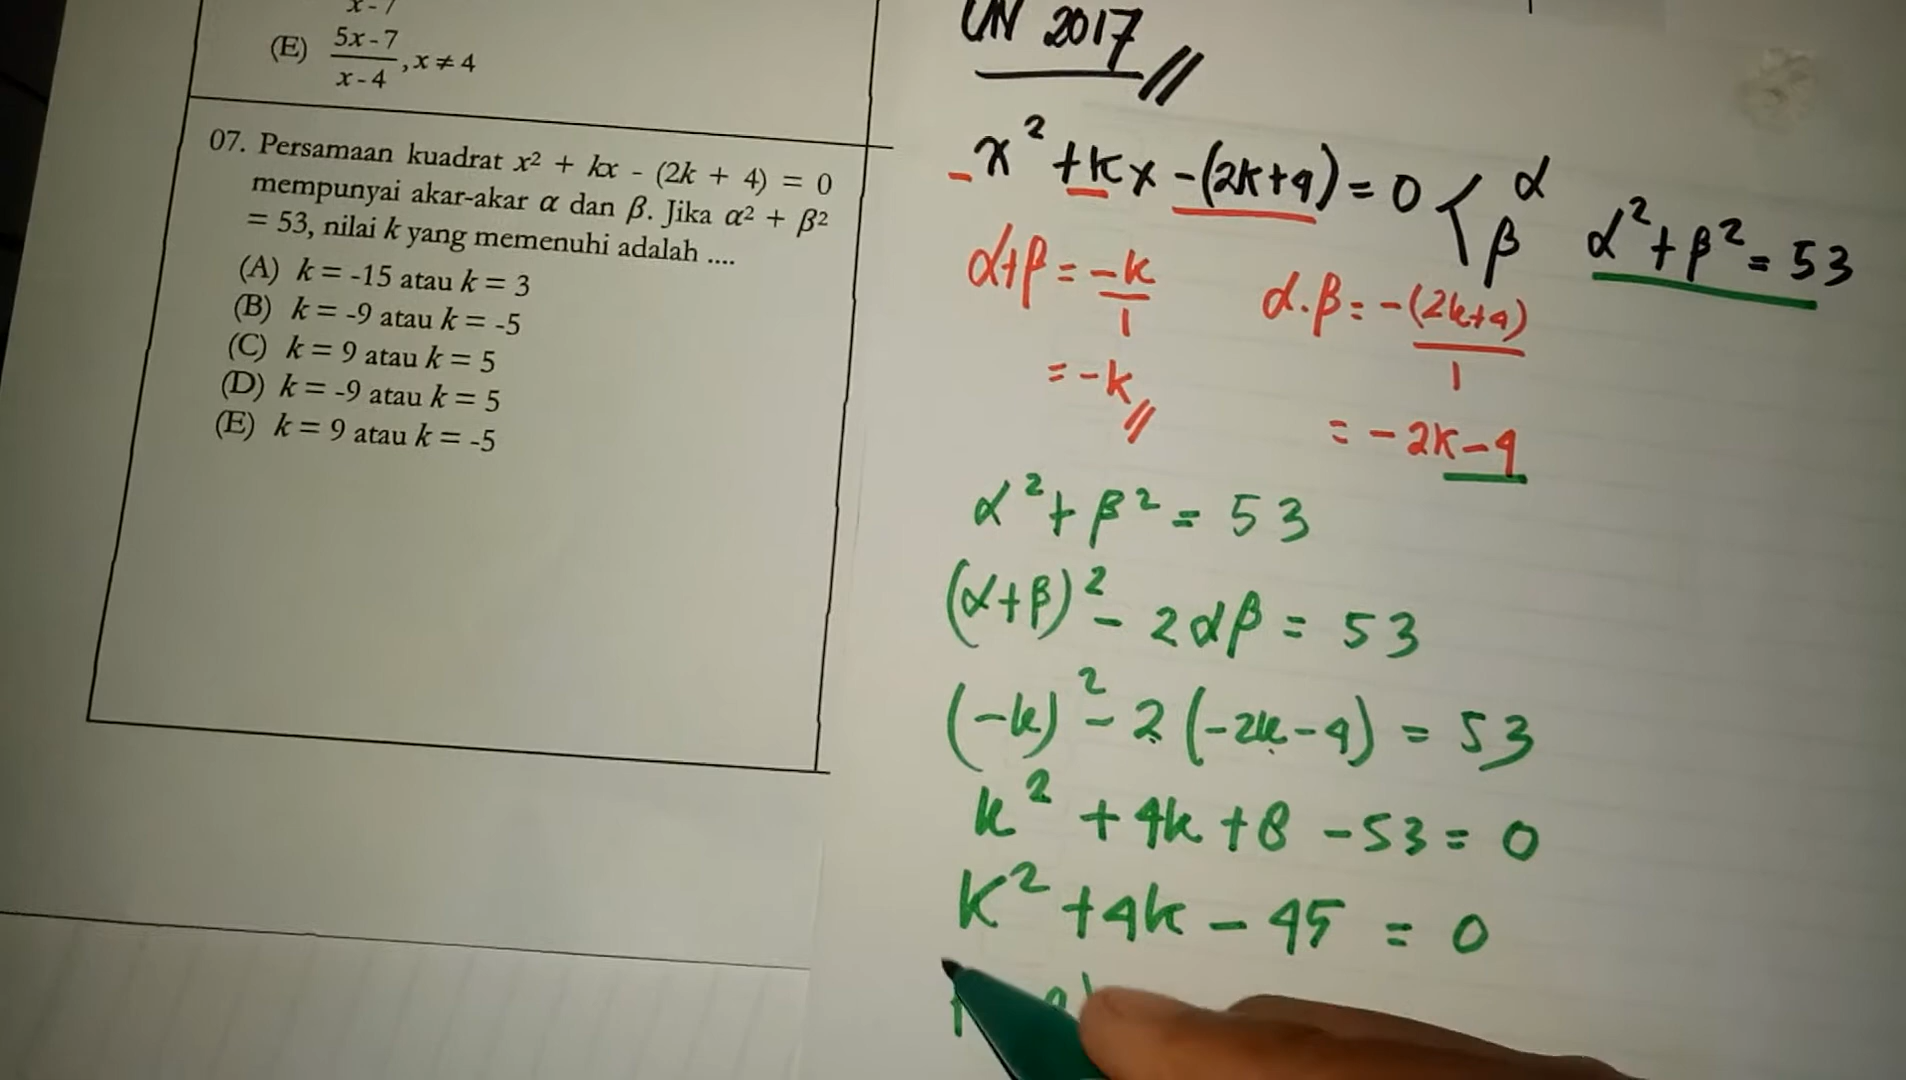 x - 7
(E) 5x - 7 / x - 4 , x ≠ 4
07. Persamaan kuadrat x² + kx - (2k + 4) = 0
mempunyai akar-akar α dan β. Jika α² + β²
= 53, nilai k yang memenuhi adalah ....
(A) k = -15 atau k = 3
(B) k = -9 atau k = -5
(C) k = 9 atau k = 5
(D) k = -9 atau k = 5
(E) k = 9 atau k = -5
UN 2017
x² + kx - (2k+4) = 0 < α β
α² + β² = 53
α+β = -k/1
= -k
α.β = -(2k+4)/1
= -2k-4
α² + β² = 53
(α+β)² - 2αβ = 53
(-k)² - 2(-2k-4) = 53
k² + 4k + 8 - 53 = 0
k² + 4k - 45 = 0